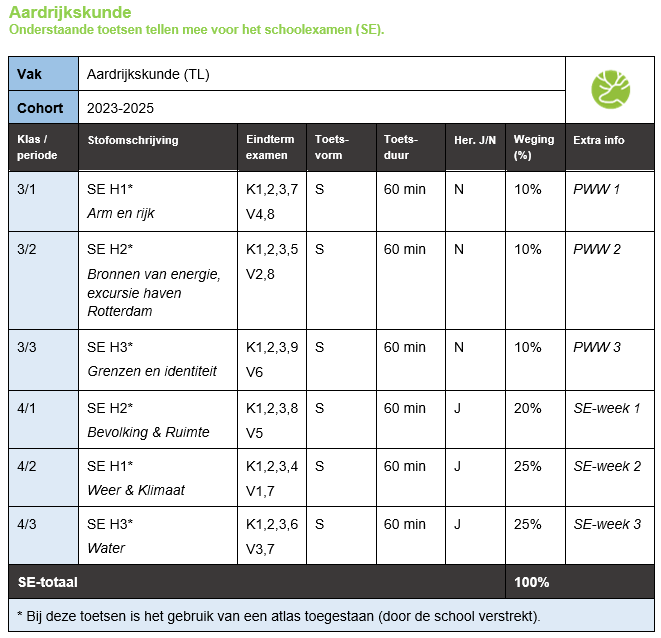 Aardrijkskunde
Onderstaande toetsen tellen mee voor het schoolexamen (SE).
Vak Aardrijkskunde (TL)
Cohort 2023-2025
Klas / periode Stofomschrijving Eindterm examen Toets-vorm Toets-duur Her. J/N Weging (%) Extra info
3/1 SE H1* K1,2,3,7 S 60 min N 10% PWW 1
Arm en rijk V4,8
3/2 SE H2* K1,2,3,5 S 60 min N 10% PWW 2
Bronnen van energie, V2,8
excursie haven
Rotterdam
3/3 SE H3* K1,2,3,9 S 60 min N 10% PWW 3
Grenzen en identiteit V6
4/1 SE H2* K1,2,3,8 S 60 min J 20% SE-week 1
Bevolking & Ruimte V5
4/2 SE H1* K1,2,3,4 S 60 min J 25% SE-week 2
Weer & Klimaat V1,7
4/3 SE H3* K1,2,3,6 S 60 min J 25% SE-week 3
Water V3,7
SE-totaal 100%
* Bij deze toetsen is het gebruik van een atlas toegestaan (door de school verstrekt).